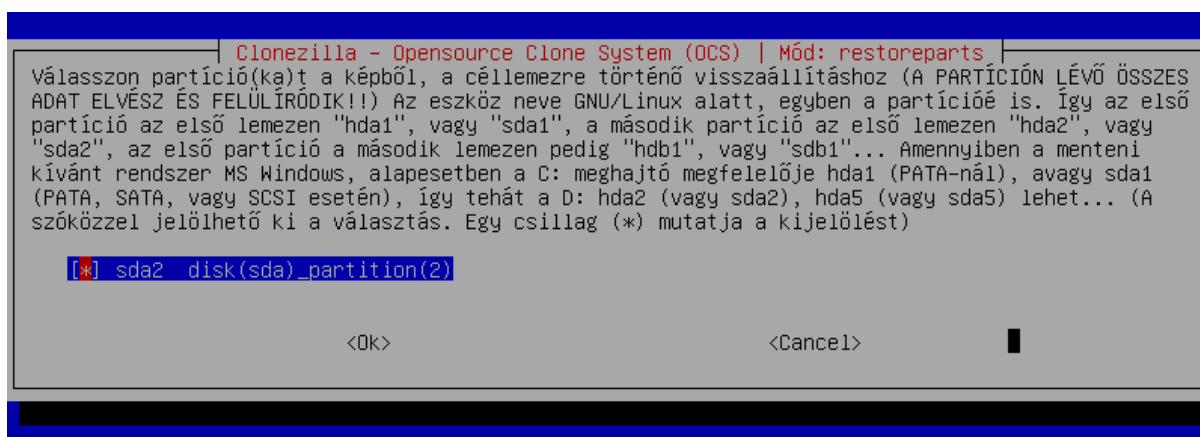 Clonezilla - Opensource Clone System (OCS) | Mód: restoreparts
Válasszon partíció(ka)t a képből, a céllemezre történő visszaállításhoz (A PARTÍCIÓN LÉVŐ ÖSSZES
ADAT ELVÉSZ ÉS FELÜLÍRÓDIK!!) Az eszköz neve GNU/Linux alatt, egyben a partícióé is. Így az első
partíció az első lemezen "hda1", vagy "sda1", a második partíció az első lemezen "hda2", vagy
"sda2", az első partíció a második lemezen pedig "hdb1", vagy "sdb1"... Amennyiben a menteni
kívánt rendszer MS Windows, alapesetben a C: meghajtó megfelelője hda1 (PATA-nál), avagy sda1
(PATA, SATA, vagy SCSI esetén), így tehát a D: hda2 (vagy sda2), hda5 (vagy sda5) lehet... (A
szóközzel jelölhető ki a választás. Egy csillag (*) mutatja a kijelölést)
[*] sda2 disk(sda)_partition(2)
<Ok> <Cancel>